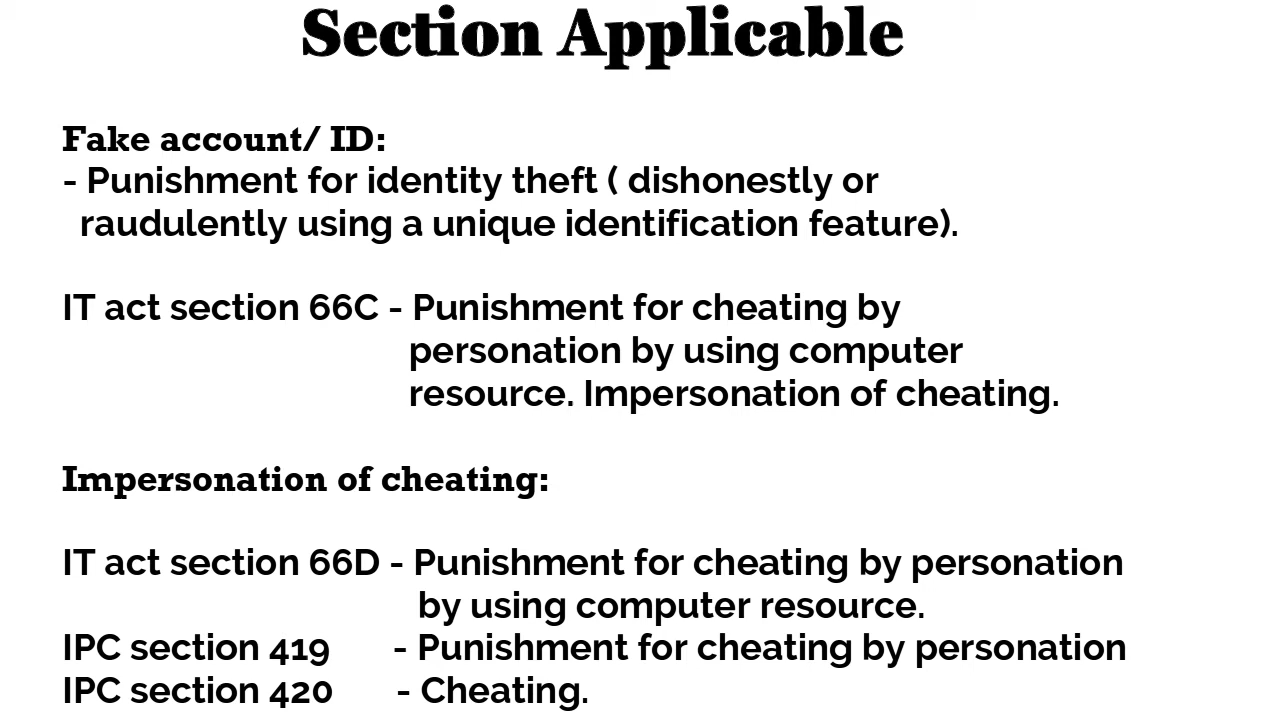 Section Applicable
Fake account/ ID:
- Punishment for identity theft ( dishonestly or
raudulently using a unique identification feature).
IT act section 66C - Punishment for cheating by
personation by using computer
resource. Impersonation of cheating.
Impersonation of cheating:
IT act section 66D - Punishment for cheating by personation
by using computer resource.
IPC section 419 - Punishment for cheating by personation
IPC section 420 - Cheating.